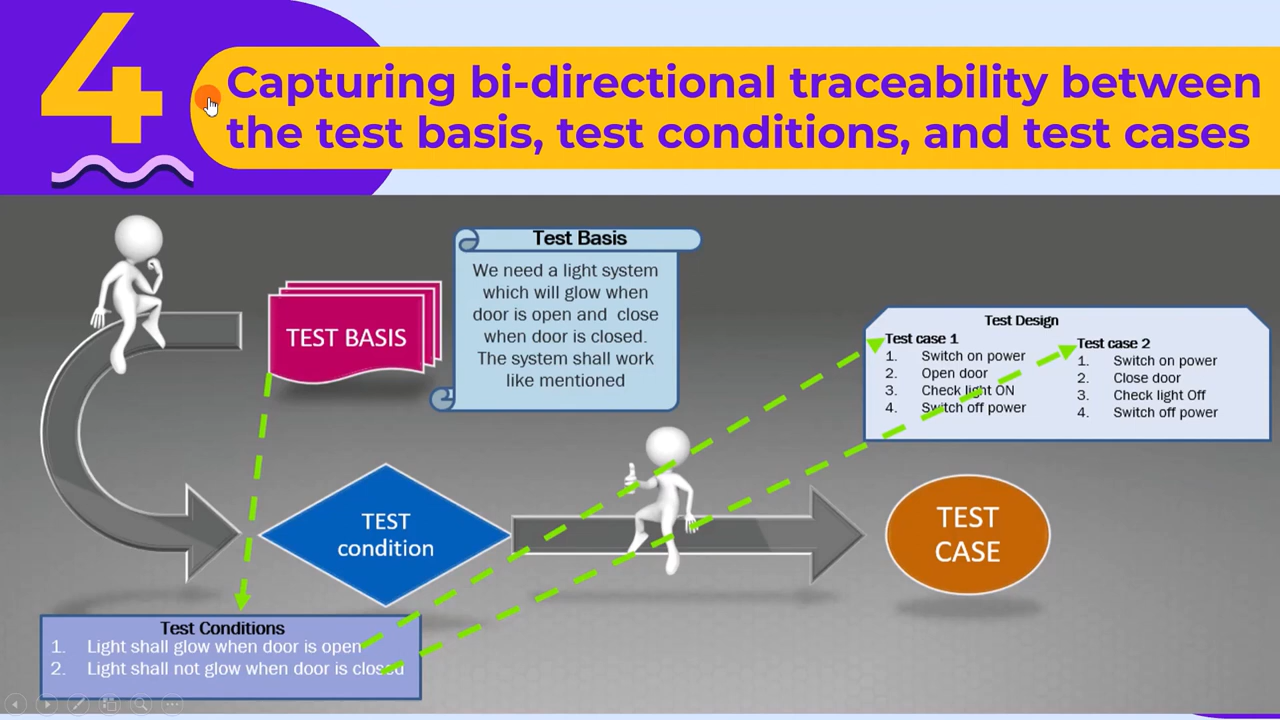 4
Capturing bi-directional traceability between
the test basis, test conditions, and test cases
Test Basis
We need a light system
which will glow when
door is open and close
when door is closed.
The system shall work
like mentioned
TEST BASIS
Test Design
Test case 1
1. Switch on power
2. Open door
3. Check light ON
4. Switch off power
Test case 2
1. Switch on power
2. Close door
3. Check light Off
4. Switch off power
TEST
condition
TEST
CASE
Test Conditions
1. Light shall glow when door is open
2. Light shall not glow when door is closed